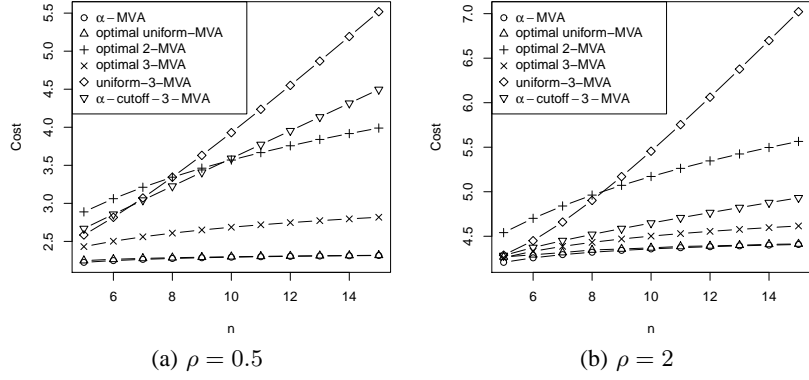 α−MVA
optimal uniform−MVA
optimal 2−MVA
optimal 3−MVA
uniform−3−MVA
α−cutoff−3−MVA
Cost
5.5
5.0
4.5
4.0
3.5
3.0
2.5
6 8 10 12 14
n
(a) ρ = 0.5
α−MVA
optimal uniform−MVA
optimal 2−MVA
optimal 3−MVA
uniform−3−MVA
α−cutoff−3−MVA
Cost
7.0
6.5
6.0
5.5
5.0
4.5
4.0
6 8 10 12 14
n
(b) ρ = 2